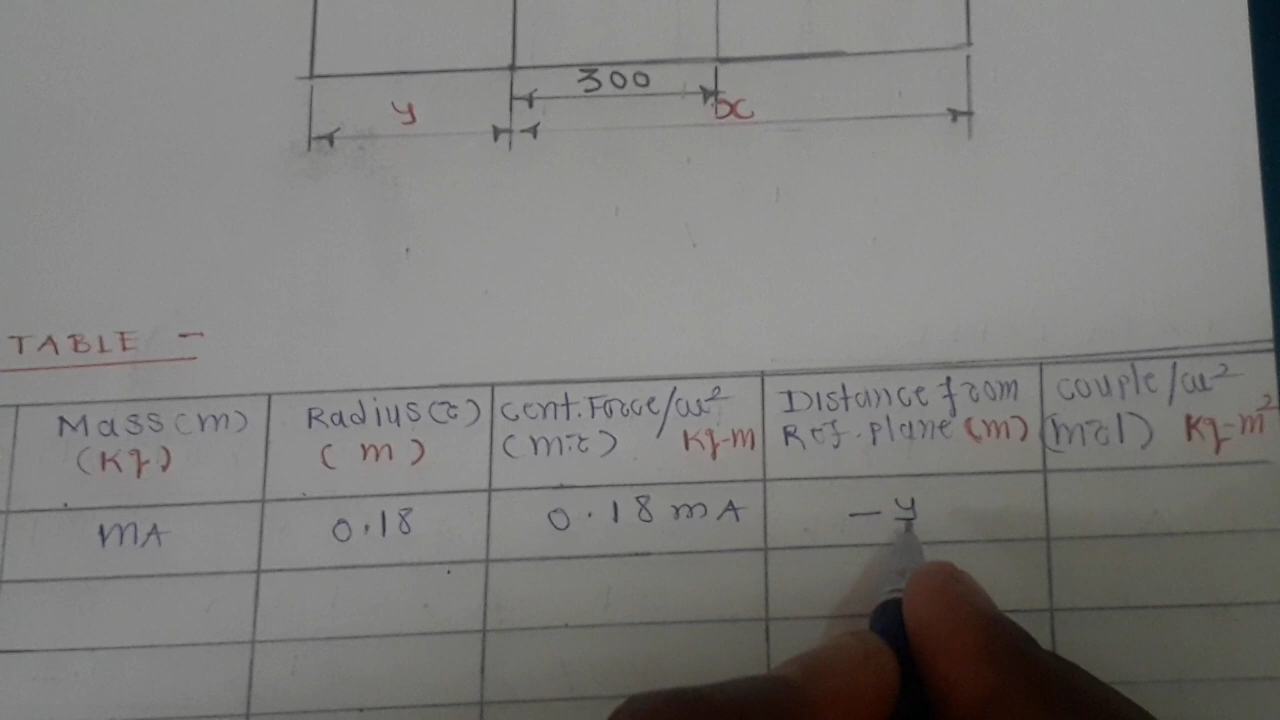 300
y x
TABLE -
Mass (m) (Kg)
Radius (r) (m)
Cent. Force/ω² (m.r) Kg-m
Distance from Ref. plane (m)
couple/ω² (m r l) Kg-m²
mA 0.18 0.18 mA - y